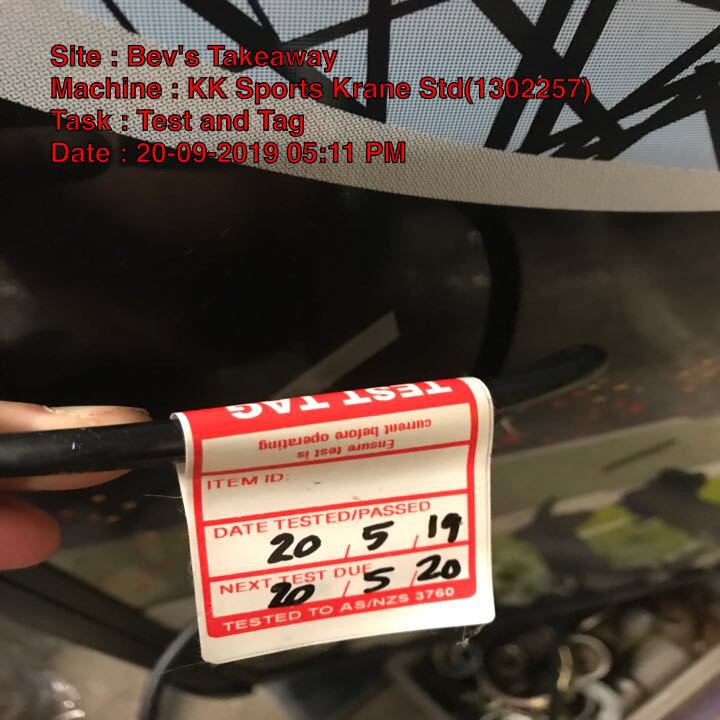 Site : Bev's Takeaway
Machine : KK Sports Krane Std(1302257)
Task : Test and Tag
Date : 20-09-2019 05:11 PM
TEST TAG
Ensure test is
current before operating
ITEM ID:
DATE TESTED/PASSED
20 / 5 / 19
NEXT TEST DUE
20 / 5 / 20
TESTED TO AS/NZS 3760